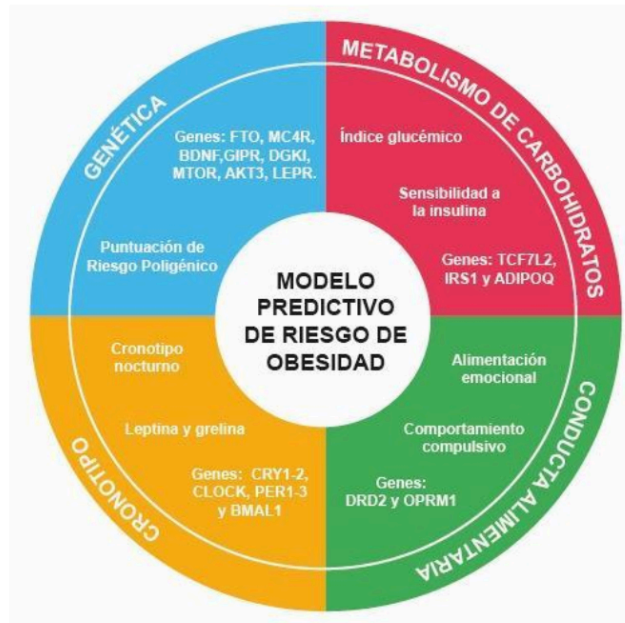 GENÉTICA
Genes: FTO, MC4R,
BDNF,GIPR, DGKI,
MTOR, AKT3, LEPR.
Puntuación de
Riesgo Poligénico
METABOLISMO DE CARBOHIDRATOS
Índice glucémico
Sensibilidad a
la insulina
Genes: TCF7L2,
IRS1 y ADIPOQ
MODELO
PREDICTIVO
DE RIESGO DE
OBESIDAD
CRONOTIPO
Cronotipo
nocturno
Leptina y grelina
Genes: CRY1-2,
CLOCK, PER1-3
y BMAL1
CONDUCTA ALIMENTARIA
Alimentación
emocional
Comportamiento
compulsivo
Genes:
DRD2 y OPRM1